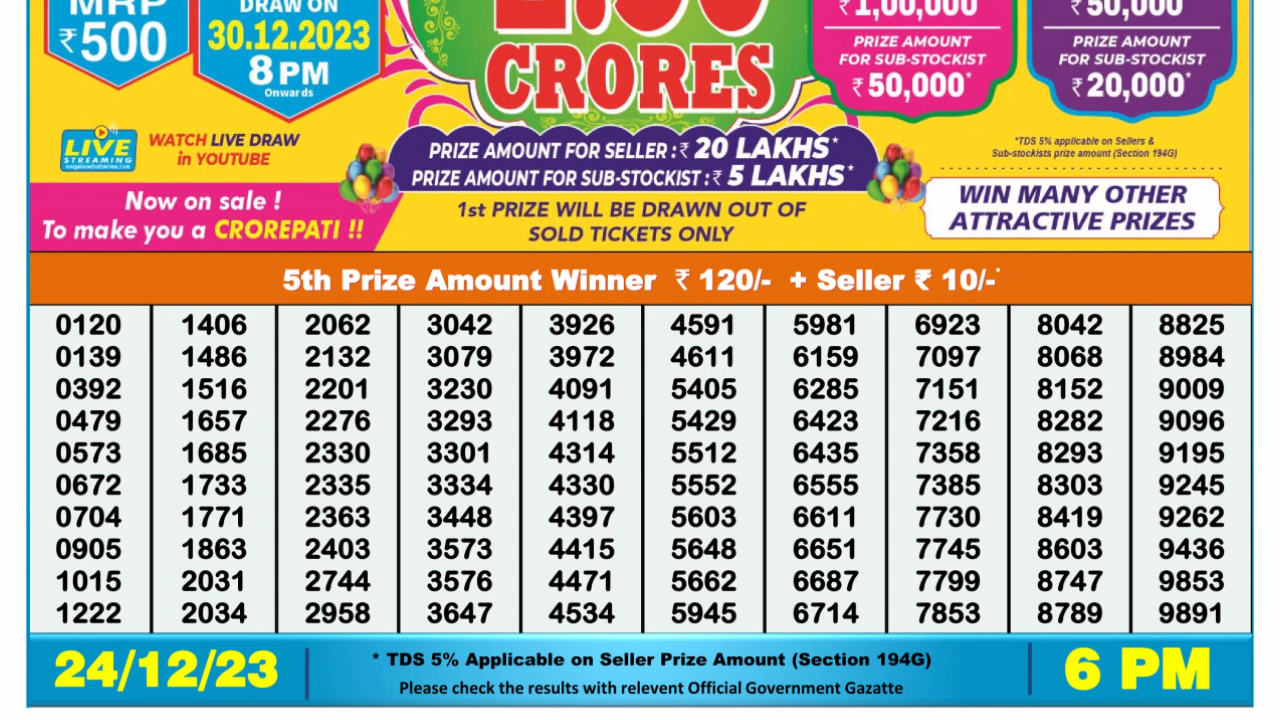 MRP
₹500
DRAW ON
30.12.2023
8 PM
Onwards
CRORES
₹1,00,000
PRIZE AMOUNT
FOR SUB-STOCKIST
₹50,000*
₹50,000
PRIZE AMOUNT
FOR SUB-STOCKIST
₹20,000*
LIVE
STREAMING
WATCH LIVE DRAW
in YOUTUBE
PRIZE AMOUNT FOR SELLER :₹ 20 LAKHS*
PRIZE AMOUNT FOR SUB-STOCKIST :₹ 5 LAKHS*
*TDS 5% applicable on Sellers &
Sub-stockists prize amount (Section 194G)
Now on sale !
To make you a CROREPATI !!
1st PRIZE WILL BE DRAWN OUT OF
SOLD TICKETS ONLY
WIN MANY OTHER
ATTRACTIVE PRIZES
5th Prize Amount Winner ₹ 120/- + Seller ₹ 10/-*
0120 1406 2062 3042 3926 4591 5981 6923 8042 8825
0139 1486 2132 3079 3972 4611 6159 7097 8068 8984
0392 1516 2201 3230 4091 5405 6285 7151 8152 9009
0479 1657 2276 3293 4118 5429 6423 7216 8282 9096
0573 1685 2330 3301 4314 5512 6435 7358 8293 9195
0672 1733 2335 3334 4330 5552 6555 7385 8303 9245
0704 1771 2363 3448 4397 5603 6611 7730 8419 9262
0905 1863 2403 3573 4415 5648 6651 7745 8603 9436
1015 2031 2744 3576 4471 5662 6687 7799 8747 9853
1222 2034 2958 3647 4534 5945 6714 7853 8789 9891
24/12/23
* TDS 5% Applicable on Seller Prize Amount (Section 194G)
Please check the results with relevent Official Government Gazatte
6 PM